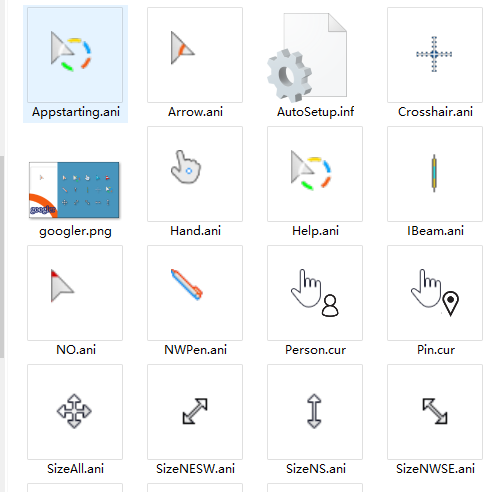 Appstarting.ani
Arrow.ani
AutoSetup.inf
Crosshair.ani
googler
googler.png
Hand.ani
Help.ani
IBeam.ani
NO.ani
NWPen.ani
Person.cur
Pin.cur
SizeAll.ani
SizeNESW.ani
SizeNS.ani
SizeNWSE.ani